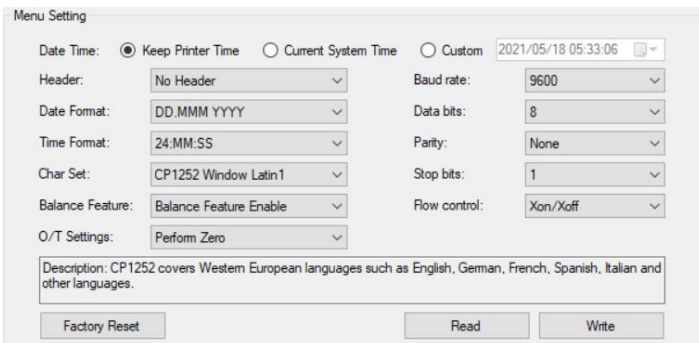 Menu Setting
Date Time: Keep Printer Time Current System Time Custom 2021/05/18 05:33:06
Header: No Header Baud rate: 9600
Date Format: DD.MMM YYYY Data bits: 8
Time Format: 24:MM:SS Parity: None
Char Set: CP1252 Window Latin1 Stop bits: 1
Balance Feature: Balance Feature Enable Flow control: Xon/Xoff
O/T Settings: Perform Zero
Description: CP1252 covers Western European languages such as English, German, French, Spanish, Italian and
other languages.
Factory Reset Read Write